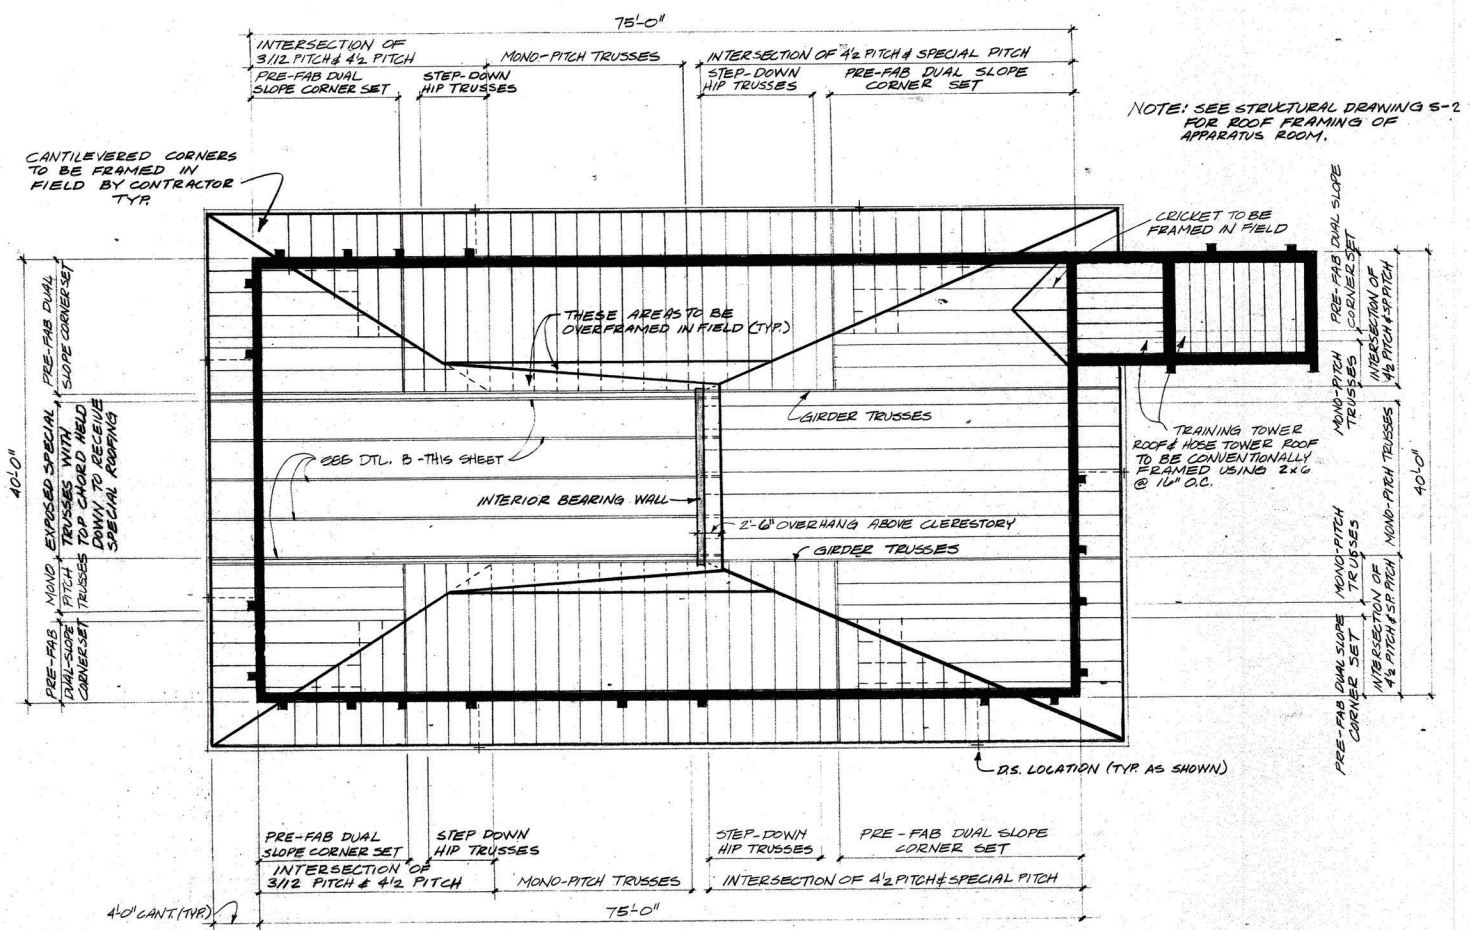 75'-0"
INTERSECTION OF
3/12 PITCH & 4½ PITCH
MONO-PITCH TRUSSES
INTERSECTION OF 4½ PITCH & SPECIAL PITCH
PRE-FAB DUAL
SLOPE CORNER SET
STEP-DOWN
HIP TRUSSES
STEP-DOWN
HIP TRUSSES
PRE-FAB DUAL SLOPE
CORNER SET
NOTE: SEE STRUCTURAL DRAWING S-2
FOR ROOF FRAMING OF
APPARATUS ROOM.
CANTILEVERED CORNERS
TO BE FRAMED IN
FIELD BY CONTRACTOR
TYP.
CRICKET TO BE
FRAMED IN FIELD
THESE AREAS TO BE
OVERFRAMED IN FIELD (TYP.)
GIRDER TRUSSES
SEE DTL. B-THIS SHEET
INTERIOR BEARING WALL
2'-6" OVERHANG ABOVE CLERESTORY
GIRDER TRUSSES
TRAINING TOWER
ROOF & HOSE TOWER ROOF
TO BE CONVENTIONALLY
FRAMED USING 2x6
@ 16" O.C.
D.S. LOCATION (TYP. AS SHOWN)
40'-0"
PRE-FAB DUAL
SLOPE CORNER SET
EXPOSED SPECIAL
TRUSSES WITH
TOP CHORD HELD
DOWN TO RECEIVE
SPECIAL ROOFING
MONO
PITCH
TRUSSES
PRE-FAB
DUAL-SLOPE
CORNER SET
PRE-FAB DUAL SLOPE
CORNER SET
INTERSECTION OF
4½ PITCH & SP. PITCH
MONO-PITCH
TRUSSES
MONO-PITCH TRUSSES
40'-0"
MONO-PITCH
TRUSSES
INTERSECTION OF
4½ PITCH & SP. PITCH
PRE-FAB DUAL SLOPE
CORNER SET
PRE-FAB DUAL
SLOPE CORNER SET
STEP DOWN
HIP TRUSSES
STEP-DOWN
HIP TRUSSES
PRE-FAB DUAL SLOPE
CORNER SET
INTERSECTION OF
3/12 PITCH & 4½ PITCH
MONO-PITCH TRUSSES
INTERSECTION OF 4½ PITCH & SPECIAL PITCH
4'-0" CANT. (TYP.)
75'-0"